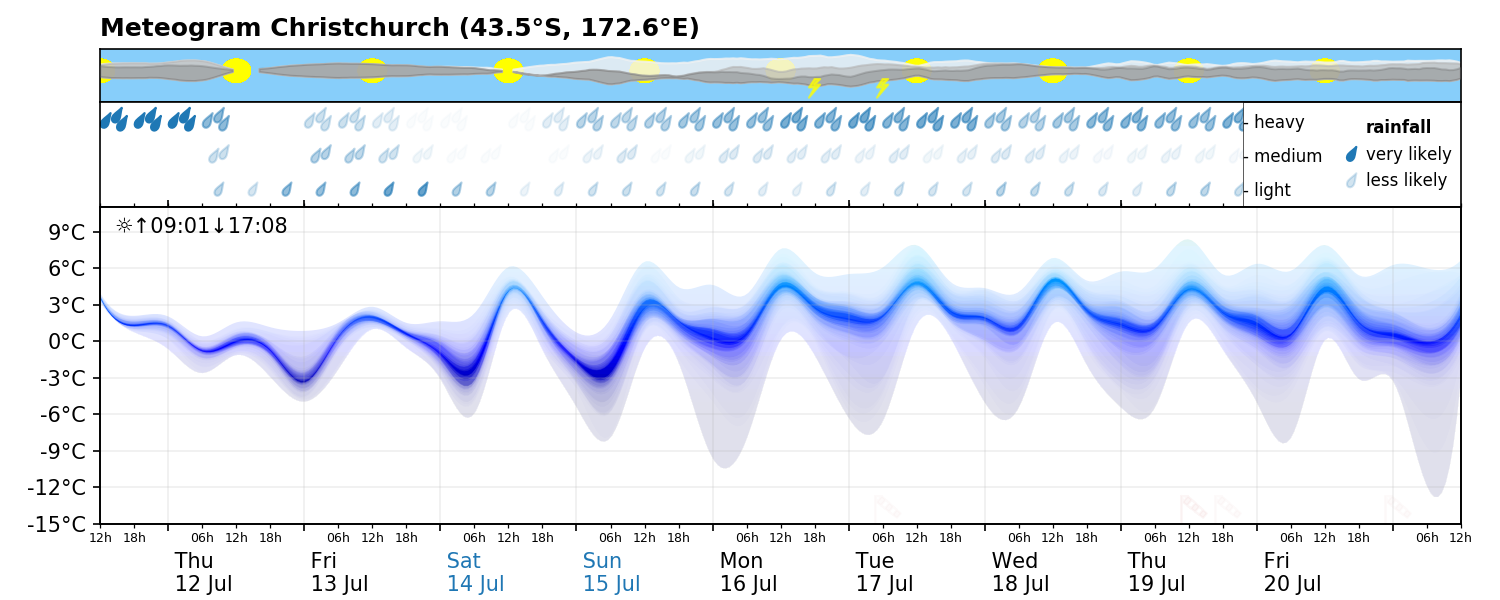 Meteogram Christchurch (43.5°S, 172.6°E)
heavy
medium
light
rainfall
very likely
less likely
☼↑09:01↓17:08
9°C
6°C
3°C
0°C
-3°C
-6°C
-9°C
-12°C
-15°C
12h 18h 06h 12h 18h 06h 12h 18h 06h 12h 18h 06h 12h 18h 06h 12h 18h 06h 12h 18h 06h 12h 18h 06h 12h 18h 06h 12h 18h 06h 12h
Thu Fri Sat Sun Mon Tue Wed Thu Fri
12 Jul 13 Jul 14 Jul 15 Jul 16 Jul 17 Jul 18 Jul 19 Jul 20 Jul